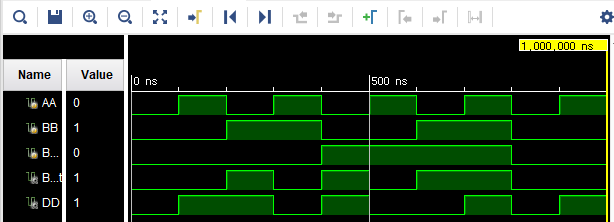 1,000,000 ns
Name Value
0 ns 500 ns
AA 0
BB 1
B... 0
B...t 1
DD 1